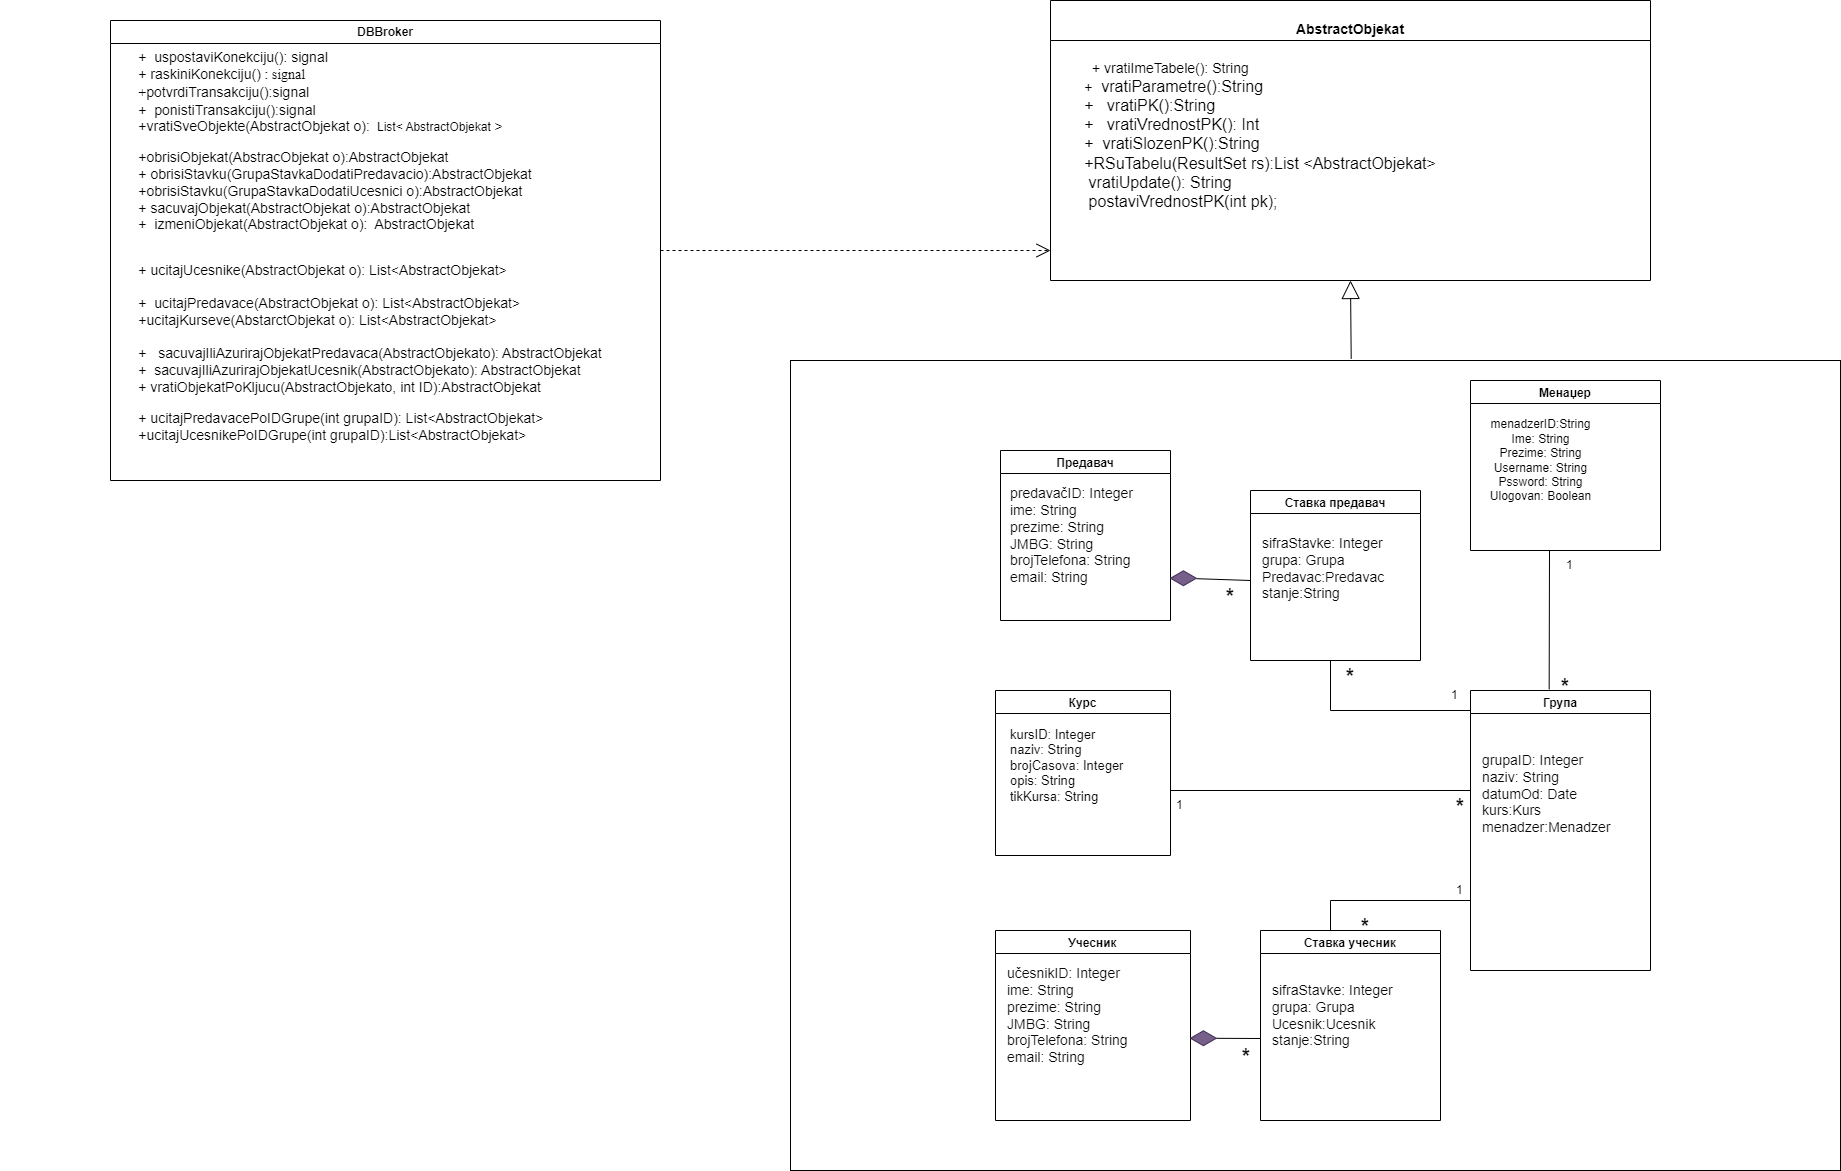 DBBroker
+ uspostaviKonekciju(): signal
+ raskiniKonekciju() : signal
+potvrdiTransakciju():signal
+ ponistiTransakciju():signal
+vratiSveObjekte(AbstractObjekat o): List< AbstractObjekat >
+obrisiObjekat(AbstracObjekat o):AbstractObjekat
+ obrisiStavku(GrupaStavkaDodatiPredavacio):AbstractObjekat
+obrisiStavku(GrupaStavkaDodatiUcesnici o):AbstractObjekat
+ sacuvajObjekat(AbstractObjekat o):AbstractObjekat
+ izmeniObjekat(AbstractObjekat o): AbstractObjekat
+ ucitajUcesnike(AbstractObjekat o): List<AbstractObjekat>
+ ucitajPredavace(AbstractObjekat o): List<AbstractObjekat>
+ucitajKurseve(AbstarctObjekat o): List<AbstractObjekat>
+ sacuvajIliAzurirajObjekatPredavaca(AbstractObjekato): AbstractObjekat
+ sacuvajIliAzurirajObjekatUcesnik(AbstractObjekato): AbstractObjekat
+ vratiObjekatPoKljucu(AbstractObjekato, int ID):AbstractObjekat
+ ucitajPredavacePoIDGrupe(int grupaID): List<AbstractObjekat>
+ucitajUcesnikePoIDGrupe(int grupaID):List<AbstractObjekat>
AbstractObjekat
+ vratiImeTabele(): String
+ vratiParametre():String
+ vratiPK():String
+ vratiVrednostPK(): Int
+ vratiSlozenPK():String
+RSuTabelu(ResultSet rs):List <AbstractObjekat>
vratiUpdate(): String
postaviVrednostPK(int pk);
Менаџер
menadzerID:String
Ime: String
Prezime: String
Username: String
Pssword: String
Ulogovan: Boolean
1
*
Предавач
predavačID: Integer
ime: String
prezime: String
JMBG: String
brojTelefona: String
email: String
*
Ставка предавач
sifraStavke: Integer
grupa: Grupa
Predavac:Predavac
stanje:String
*
1
Курс
kursID: Integer
naziv: String
brojCasova: Integer
opis: String
tikKursa: String
1
*
Група
grupaID: Integer
naziv: String
datumOd: Date
kurs:Kurs
menadzer:Menadzer
1
*
Учесник
učesnikID: Integer
ime: String
prezime: String
JMBG: String
brojTelefona: String
email: String
*
Ставка учесник
sifraStavke: Integer
grupa: Grupa
Ucesnik:Ucesnik
stanje:String